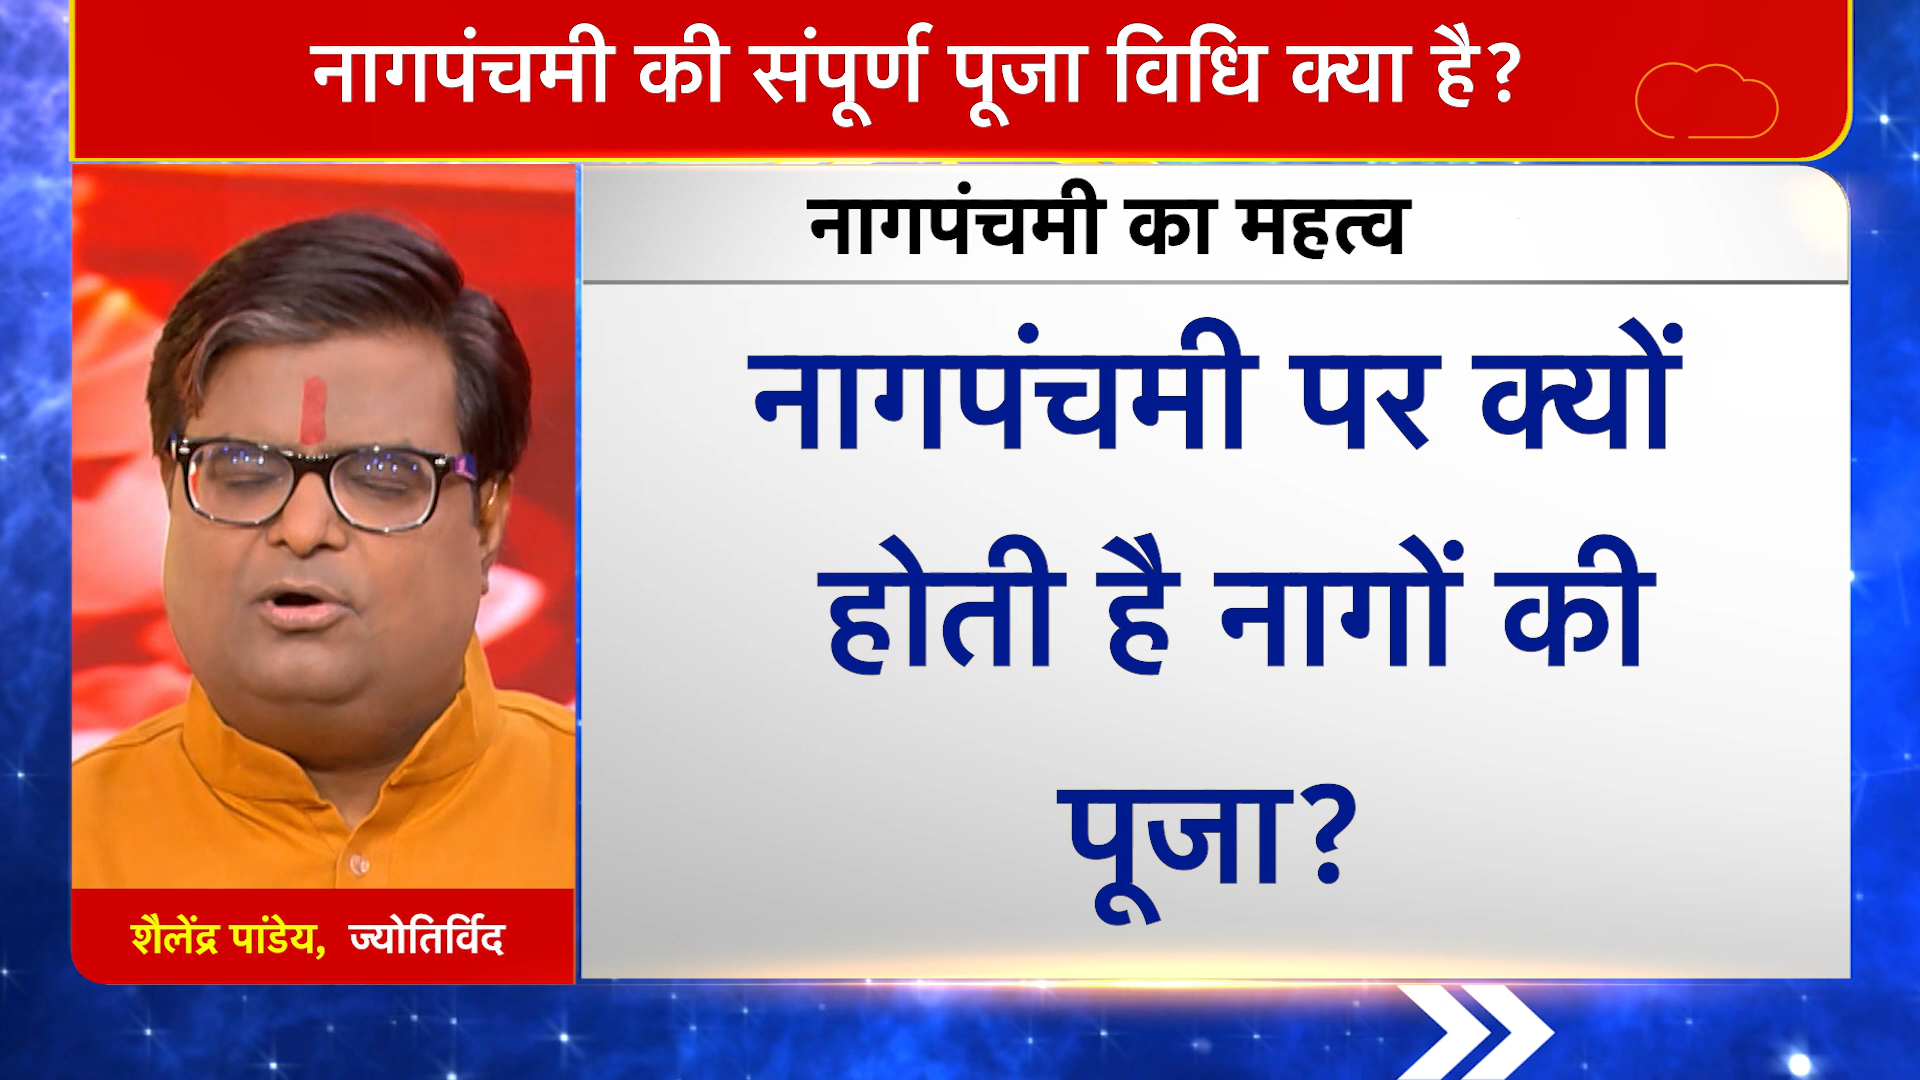 नागपंचमी की संपूर्ण पूजा विधि क्या है?
नागपंचमी का महत्व
नागपंचमी पर क्यों
होती है नागों की
पूजा?
शैलेंद्र पांडेय, ज्योतिर्विद